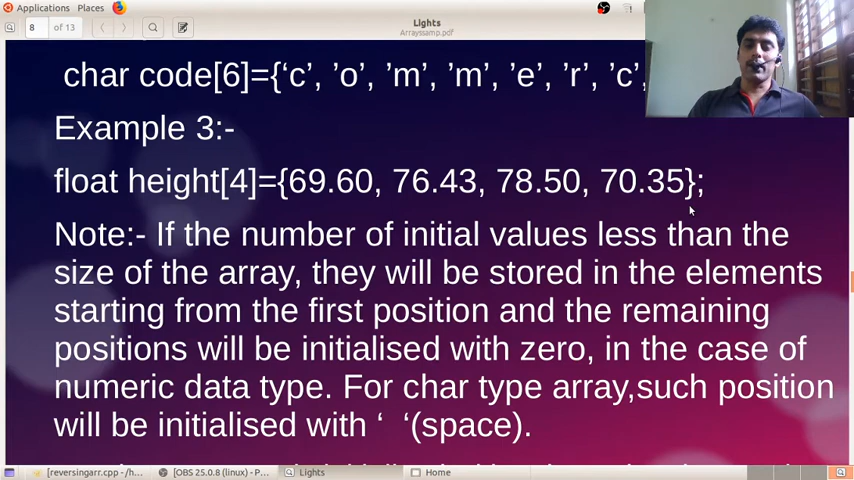 Applications Places
8 of 13
Lights
Arrayssamp.pdf
char code[6]={‘c’, ’o’, ’m’, ’m’, ’e’, ’r’, ’c’,
Example 3:-
float height[4]={69.60, 76.43, 78.50, 70.35};
Note:- If the number of initial values less than the
size of the array, they will be stored in the elements
starting from the first position and the remaining
positions will be initialised with zero, in the case of
numeric data type. For char type array,such position
will be initialised with ‘ ‘(space).
[reversingarr.cpp - /h... [OBS 25.0.8 (linux) - P... Lights Home